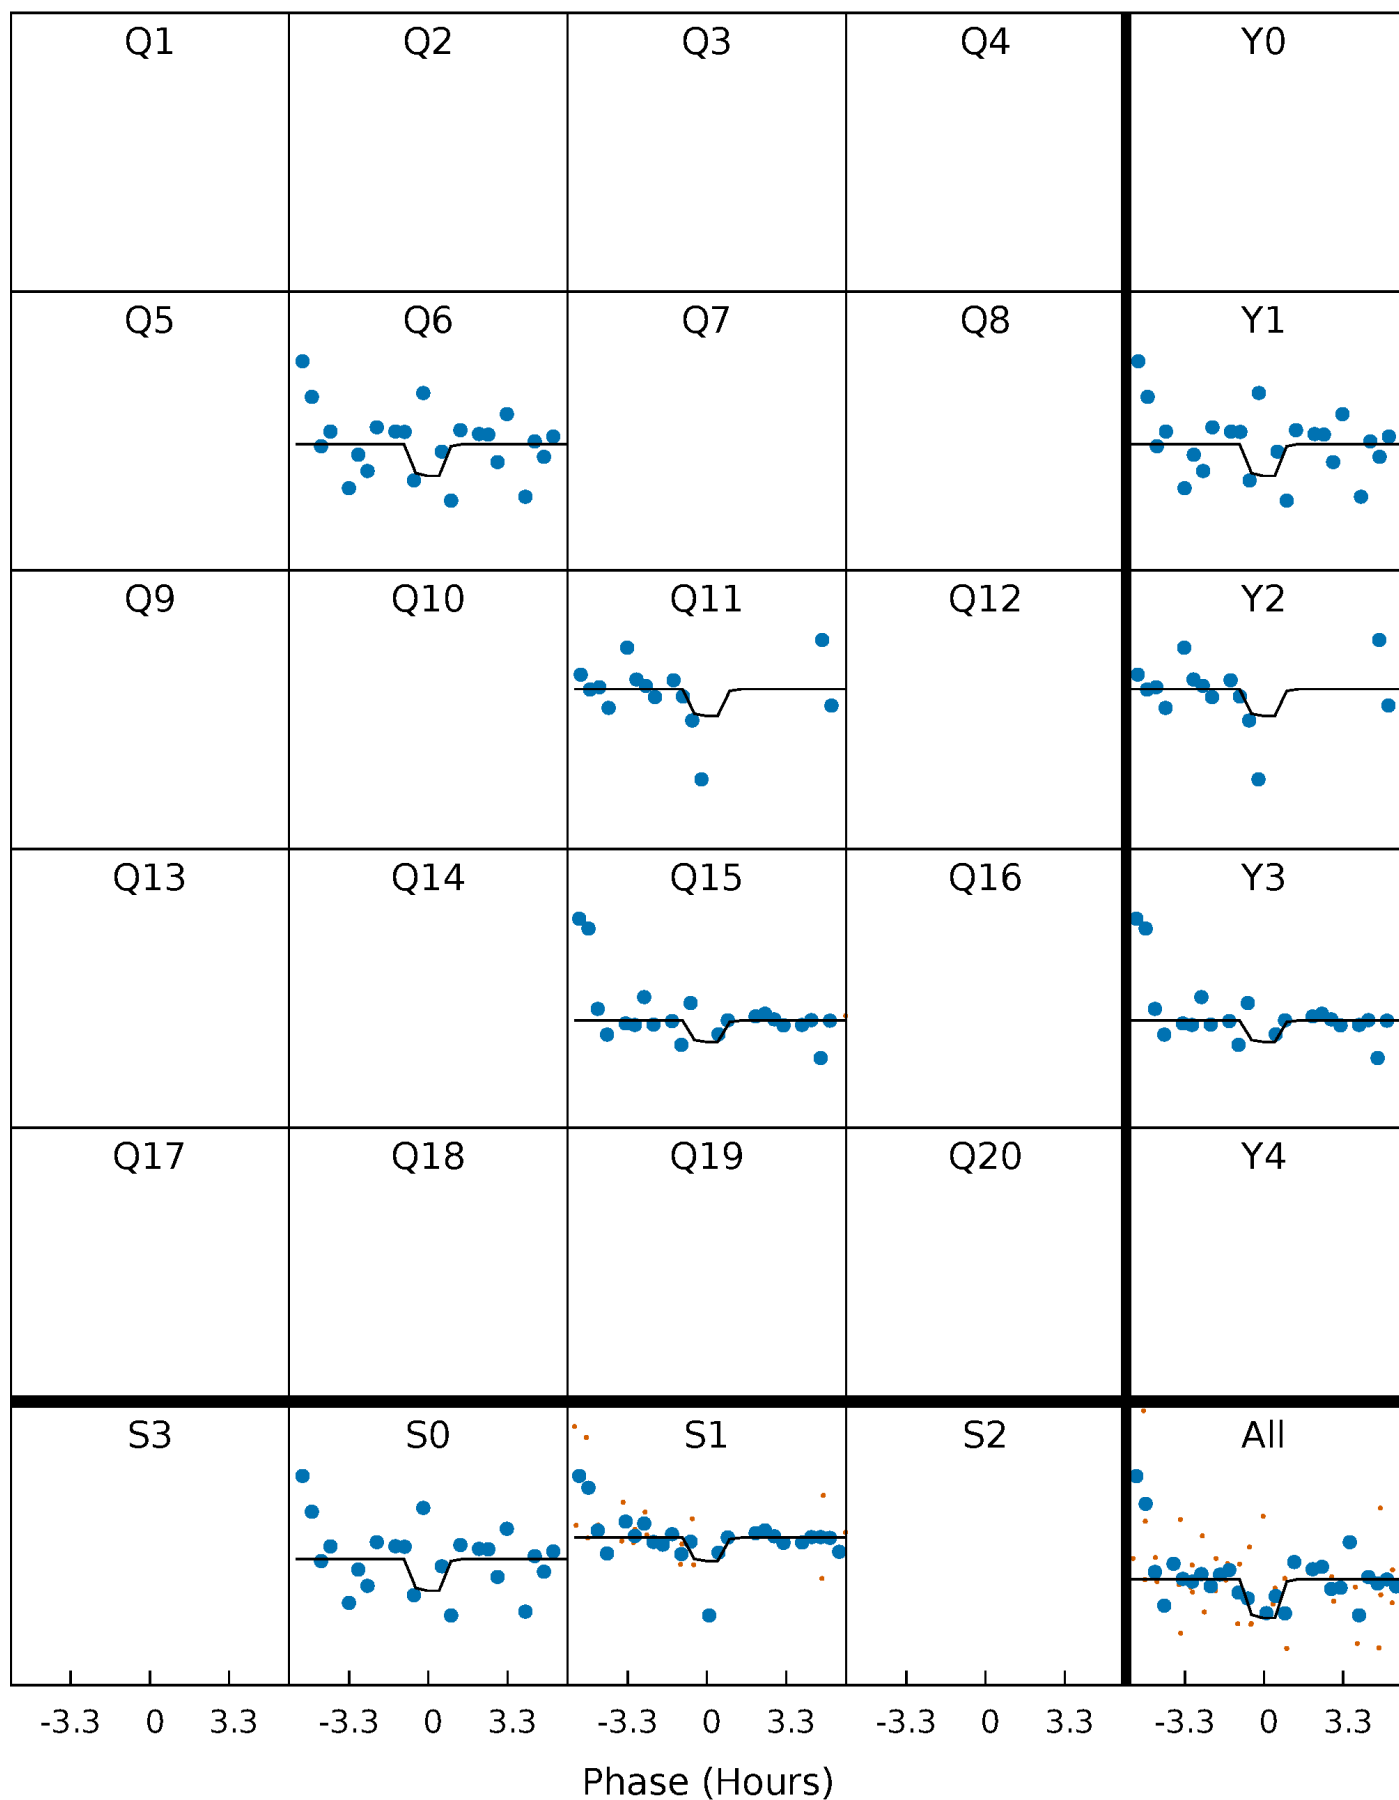 Q1 Q2 Q3 Q4 Y0
Q5 Q6 Q7 Q8 Y1
Q9 Q10 Q11 Q12 Y2
Q13 Q14 Q15 Q16 Y3
Q17 Q18 Q19 Q20 Y4
S3 S0 S1 S2 All
-3.3 0 3.3 -3.3 0 3.3 -3.3 0 3.3 -3.3 0 3.3 -3.3 0 3.3
Phase (Hours)